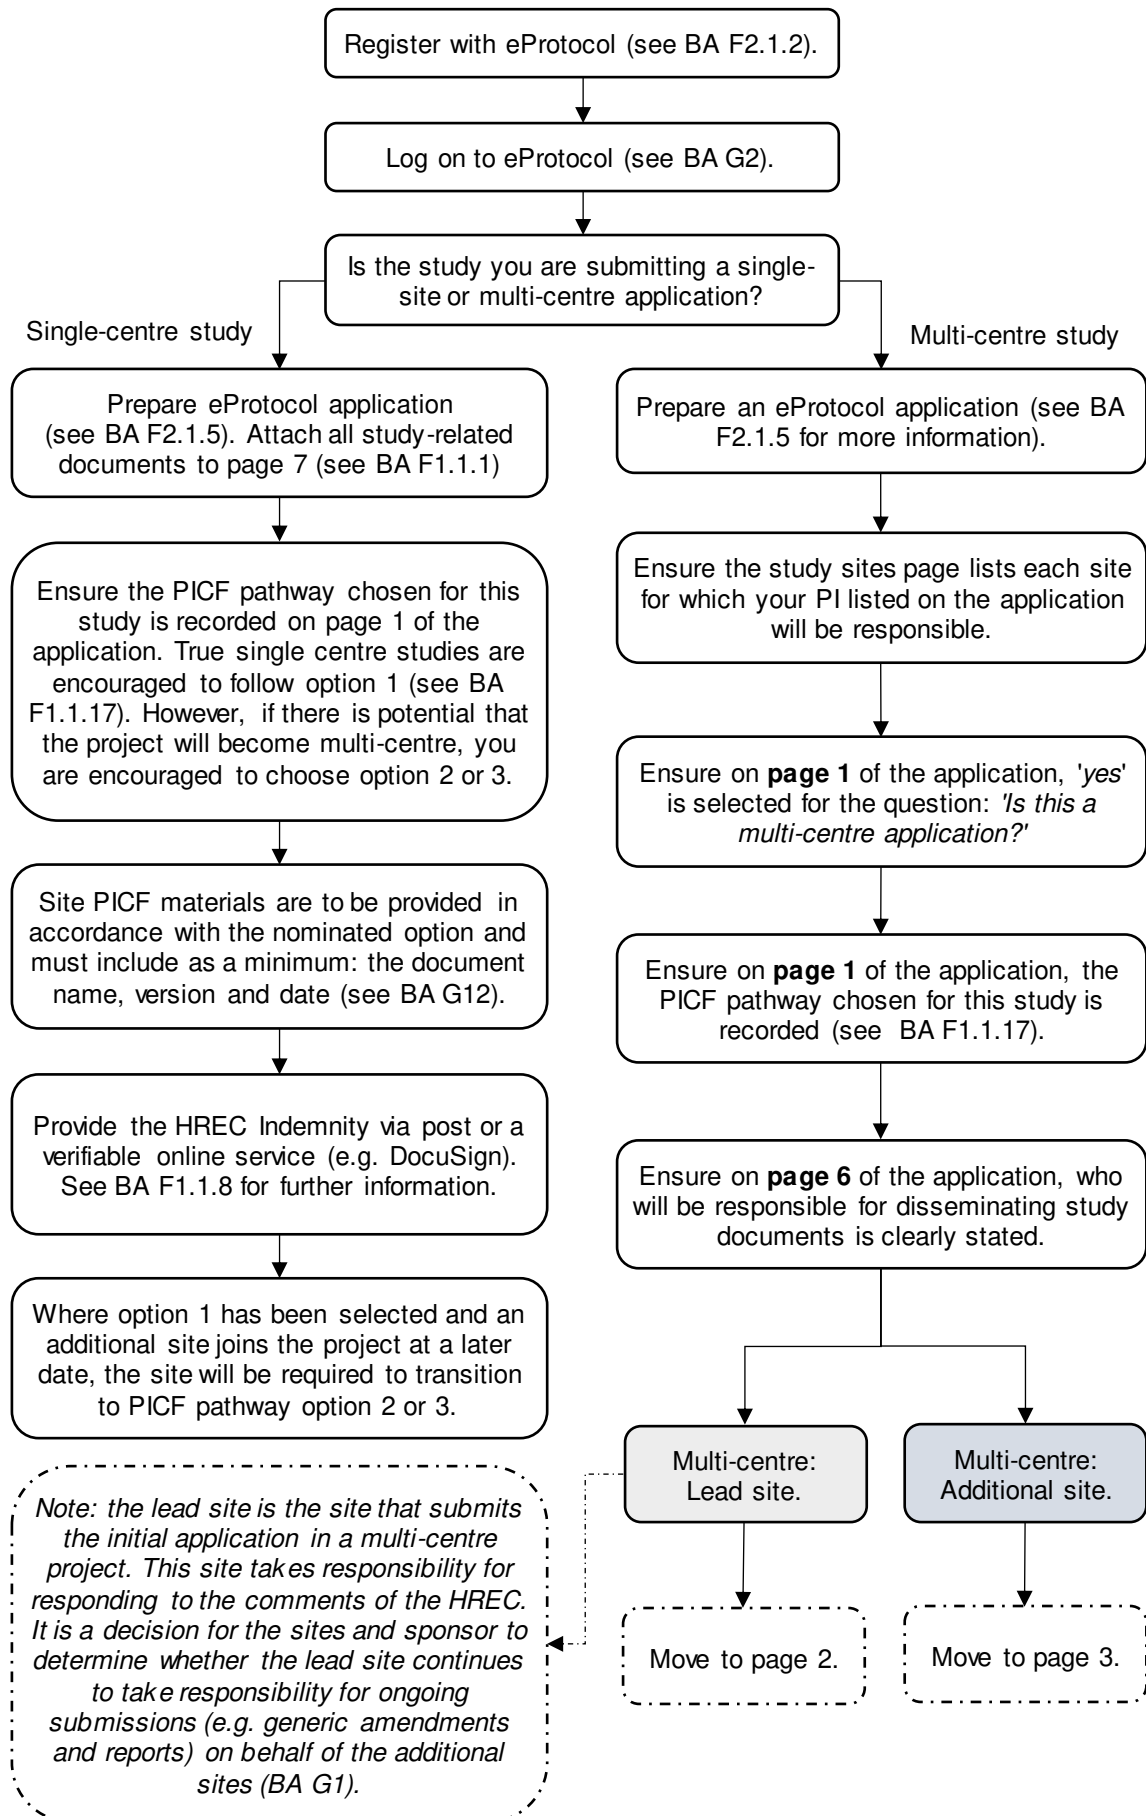 Register with eProtocol (see BA F2.1.2).
Log on to eProtocol (see BA G2).
Is the study you are submitting a single-
site or multi-centre application?
Single-centre study
Prepare eProtocol application
(see BA F2.1.5). Attach all study-related
documents to page 7 (see BA F1.1.1)
Ensure the PICF pathway chosen for this
study is recorded on page 1 of the
application. True single centre studies are
encouraged to follow option 1 (see BA
F1.1.17). However, if there is potential that
the project will become multi-centre, you
are encouraged to choose option 2 or 3.
Site PICF materials are to be provided in
accordance with the nominated option and
must include as a minimum: the document
name, version and date (see BA G12).
Provide the HREC Indemnity via post or a
verifiable online service (e.g. DocuSign).
See BA F1.1.8 for further information.
Where option 1 has been selected and an
additional site joins the project at a later
date, the site will be required to transition
to PICF pathway option 2 or 3.
Note: the lead site is the site that submits
the initial application in a multi-centre
project. This site takes responsibility for
responding to the comments of the HREC.
It is a decision for the sites and sponsor to
determine whether the lead site continues
to take responsibility for ongoing
submissions (e.g. generic amendments
and reports) on behalf of the additional
sites (BA G1).
Multi-centre study
Prepare an eProtocol application (see BA
F2.1.5 for more information).
Ensure the study sites page lists each site
for which your PI listed on the application
will be responsible.
Ensure on page 1 of the application, 'yes'
is selected for the question: 'Is this a
multi-centre application?'
Ensure on page 1 of the application, the
PICF pathway chosen for this study is
recorded (see BA F1.1.17).
Ensure on page 6 of the application, who
will be responsible for disseminating study
documents is clearly stated.
Multi-centre:
Lead site.
Move to page 2.
Multi-centre:
Additional site.
Move to page 3.